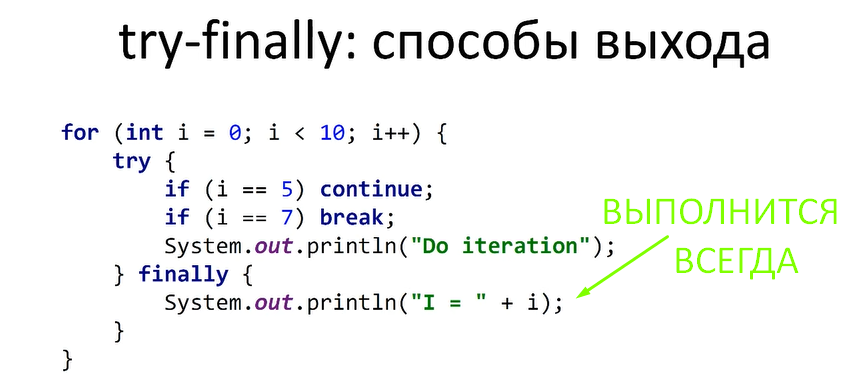 try-finally: способы выхода
for (int i = 0; i < 10; i++) {
    try {
        if (i == 5) continue;
        if (i == 7) break;
        System.out.println("Do iteration");
    } finally {
        System.out.println("I = " + i);
    }
}
ВЫПОЛНИТСЯ
ВСЕГДА